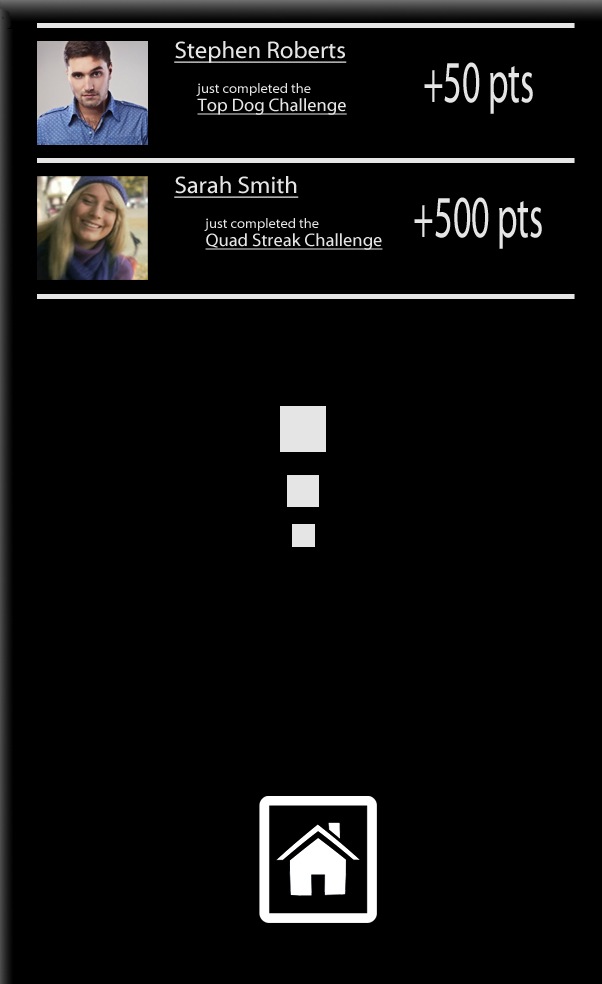 Stephen Roberts
just completed the
Top Dog Challenge
+50 pts
Sarah Smith
just completed the
Quad Streak Challenge
+500 pts